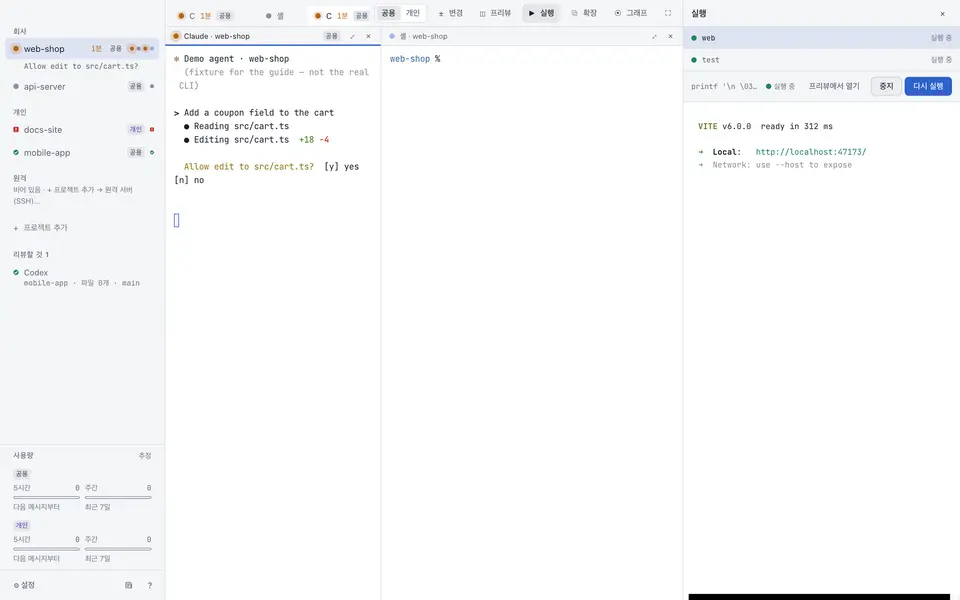 회사
web-shop 1분 공용
Allow edit to src/cart.ts?
api-server 공용
개인
docs-site 개인
mobile-app 공용
원격
비어 있음 · + 프로젝트 추가 → 원격 서버
(SSH)...
+ 프로젝트 추가
리뷰할 것 1
Codex
mobile-app · 파일 0개 · main
사용량 추정
공용
5시간 0 주간 0
다음 메시지부터 최근 7일
개인
5시간 0 주간 0
다음 메시지부터 최근 7일
설정 ?
C 1분 공용 셸 C 1분 공용 공용 개인 변경 프리뷰 실행 확장 그래프
Claude · web-shop 공용
Demo agent · web-shop
(fixture for the guide — not the real
CLI)
> Add a coupon field to the cart
● Reading src/cart.ts
● Editing src/cart.ts +18 -4
Allow edit to src/cart.ts? [y] yes
[n] no
셸 · web-shop
web-shop %
실행
web 실행 중
test 실행 중
printf '\n \03… 실행 중 프리뷰에서 열기 중지 다시 실행
VITE v6.0.0 ready in 312 ms
➜ Local: http://localhost:47173/
➜ Network: use --host to expose